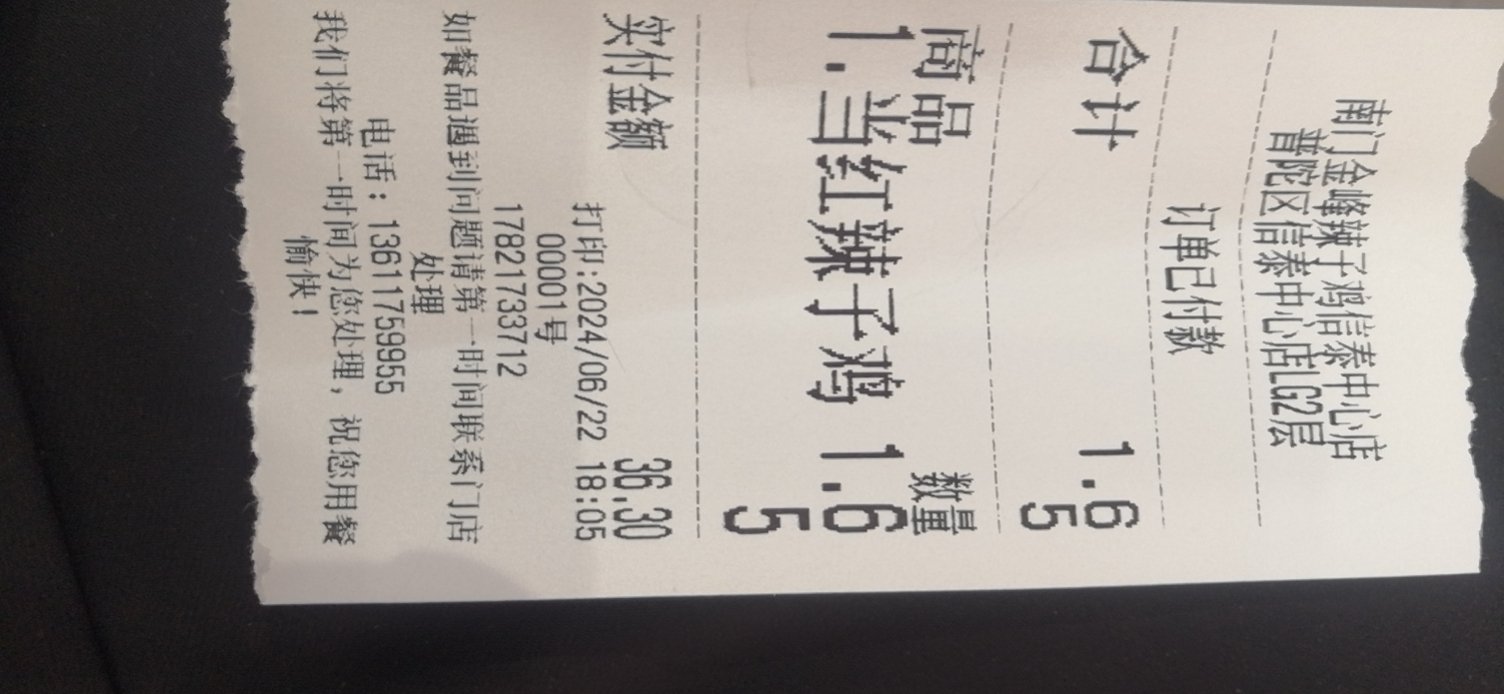 南门金峰辣子鸡信泰中心店
普陀区信泰中心店LG2层
订单已付款
合计 1.6
5
商品 数量
1.当红辣子鸡 1.6
5
实付金额 36.30
打印:2024/06/22 18:05
00001号
17821733712
如餐品遇到问题请第一时间联系门店
处理
电话：13611759955
我们将第一时间为您处理，祝您用餐
愉快！